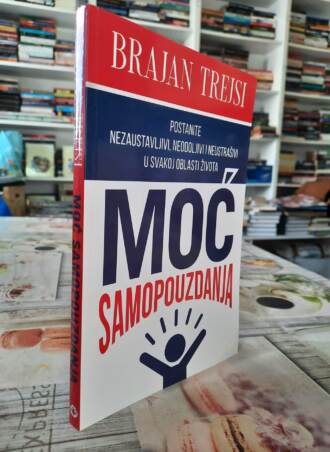 BRAJAN TREJSI
POSTANITE
NEZAUSTAVLJIVI, NEODOLJIVI I NEUSTRAŠIVI
U SVAKOJ OBLASTI ŽIVOTA
MOĆ
SAMOPOUZDANJA
MOĆ SAMOPOUZDANJA